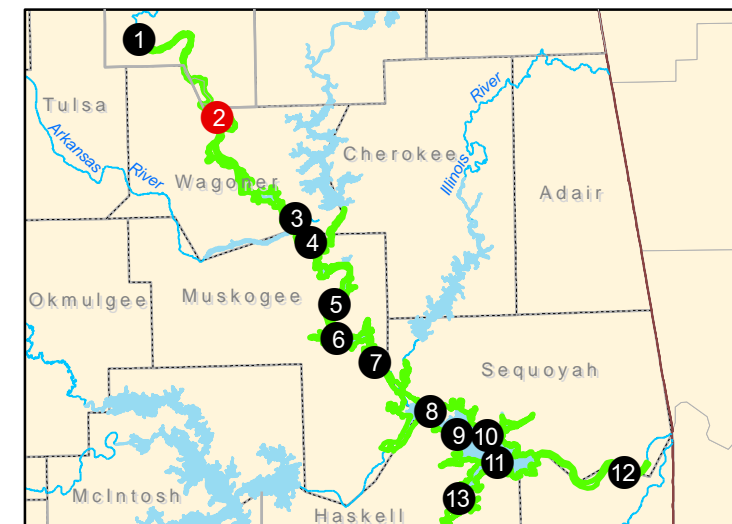 1
2
Tulsa
River
Arkansas
River
Cherokee
Illinois
Wagoner
Adair
3
4
Okmulgee
Muskogee
5
6
7
Sequoyah
8
9
10
11
12
McIntosh
13
Haskell